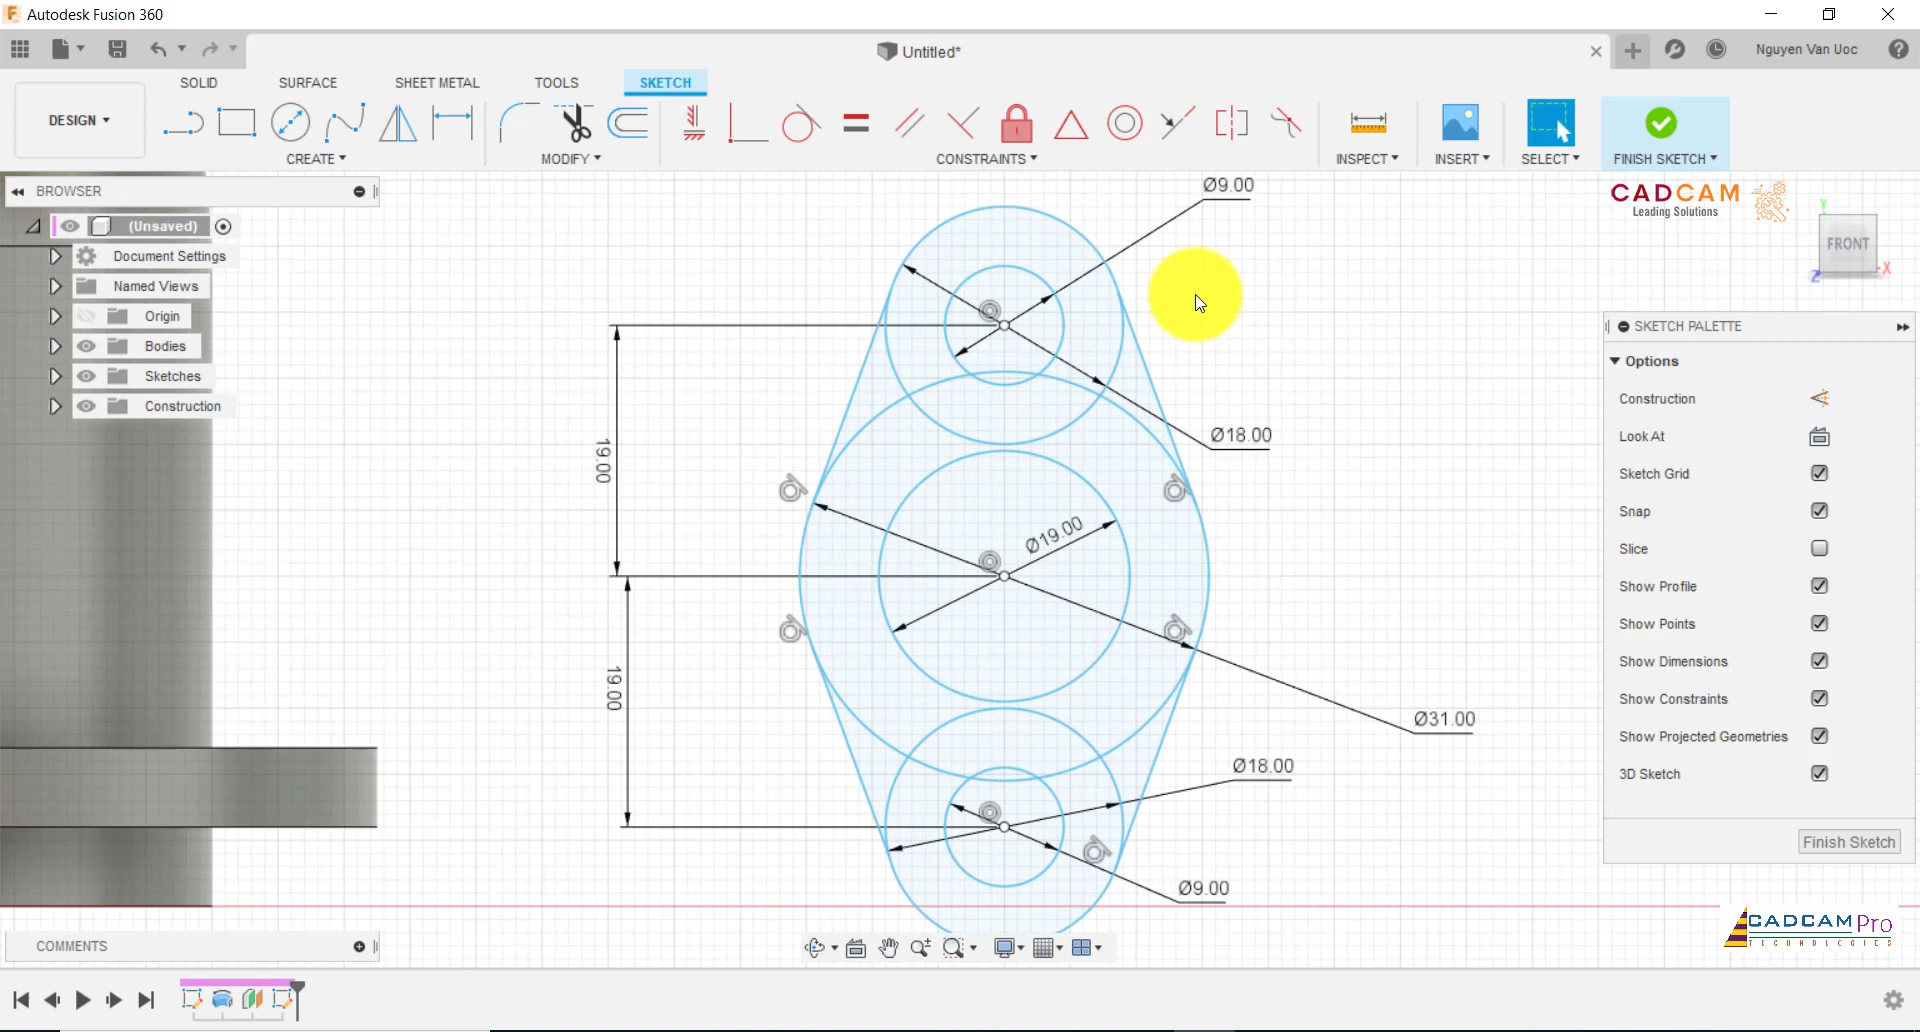 Autodesk Fusion 360
Untitled*
Nguyen Van Uoc
SOLID SURFACE SHEET METAL TOOLS SKETCH
DESIGN
CREATE MODIFY CONSTRAINTS INSPECT INSERT SELECT FINISH SKETCH
BROWSER
(Unsaved)
Document Settings
Named Views
Origin
Bodies
Sketches
Construction
CADCAM
Leading Solutions
Y
FRONT
X
Z
Ø9.00
Ø18.00
19.00
Ø19.00
19.00
Ø31.00
Ø18.00
Ø9.00
SKETCH PALETTE
Options
Construction
Look At
Sketch Grid
Snap
Slice
Show Profile
Show Points
Show Dimensions
Show Constraints
Show Projected Geometries
3D Sketch
Finish Sketch
CADCAM Pro
TECHNOLOGIES
COMMENTS